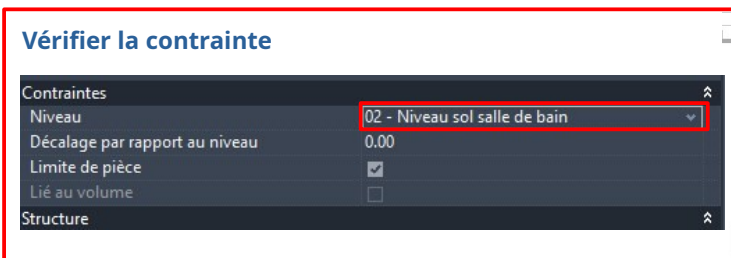 Vérifier la contrainte
Contraintes
Niveau 02 - Niveau sol salle de bain
Décalage par rapport au niveau 0.00
Limite de pièce
Lié au volume
Structure